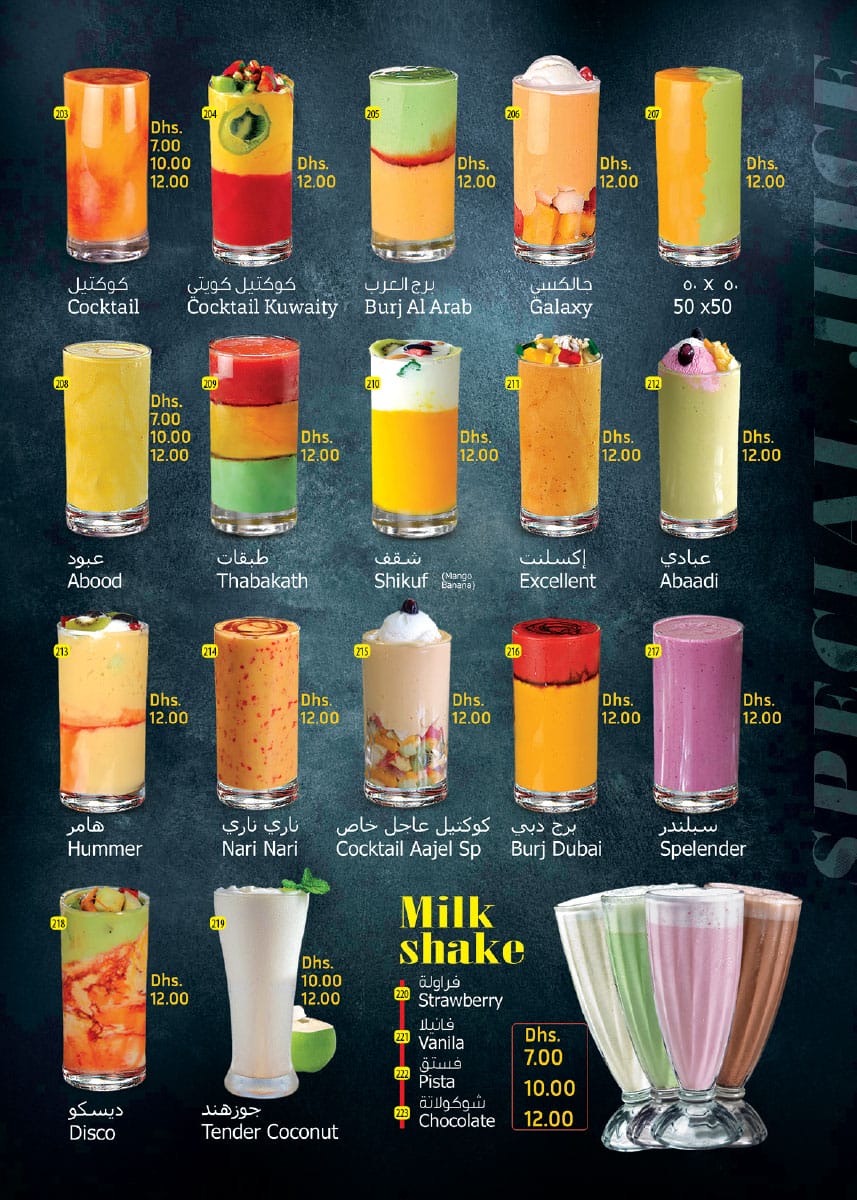 SPECIAL JUICE
203
Dhs.
7.00
10.00
12.00
كوكتيل
Cocktail
204
Dhs.
12.00
كوكتيل كويتي
Cocktail Kuwaity
205
Dhs.
12.00
برج العرب
Burj Al Arab
206
Dhs.
12.00
جالكسي
Galaxy
207
Dhs.
12.00
٥٠ x ٥٠
50 x50
208
Dhs.
7.00
10.00
12.00
عبود
Abood
209
Dhs.
12.00
طبقات
Thabakath
210
Dhs.
12.00
شقف
Shikuf (Mango Banana)
211
Dhs.
12.00
إكسلنت
Excellent
212
Dhs.
12.00
عبادي
Abaadi
213
Dhs.
12.00
هامر
Hummer
214
Dhs.
12.00
ناري ناري
Nari Nari
215
Dhs.
12.00
كوكتيل عاجل خاص
Cocktail Aajel Sp
216
Dhs.
12.00
برج دبي
Burj Dubai
217
Dhs.
12.00
سبلندر
Spelender
218
Dhs.
12.00
ديسكو
Disco
219
Dhs.
10.00
12.00
جوزهند
Tender Coconut
Milk
shake
220
فراولة
Strawberry
221
فانيلا
Vanila
222
فستق
Pista
223
شوكولاتة
Chocolate
Dhs.
7.00
10.00
12.00